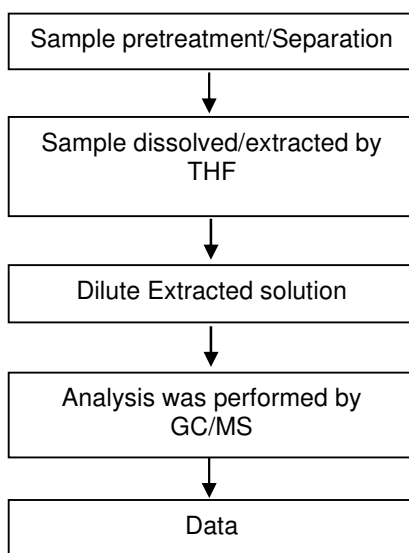 Sample pretreatment/Separation
Sample dissolved/extracted by
THF
Dilute Extracted solution
Analysis was performed by
GC/MS
Data